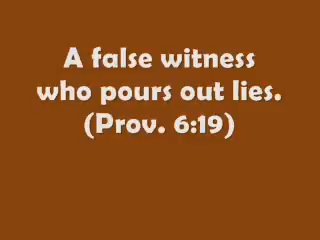 A false witness
who pours out lies.
(Prov. 6:19)